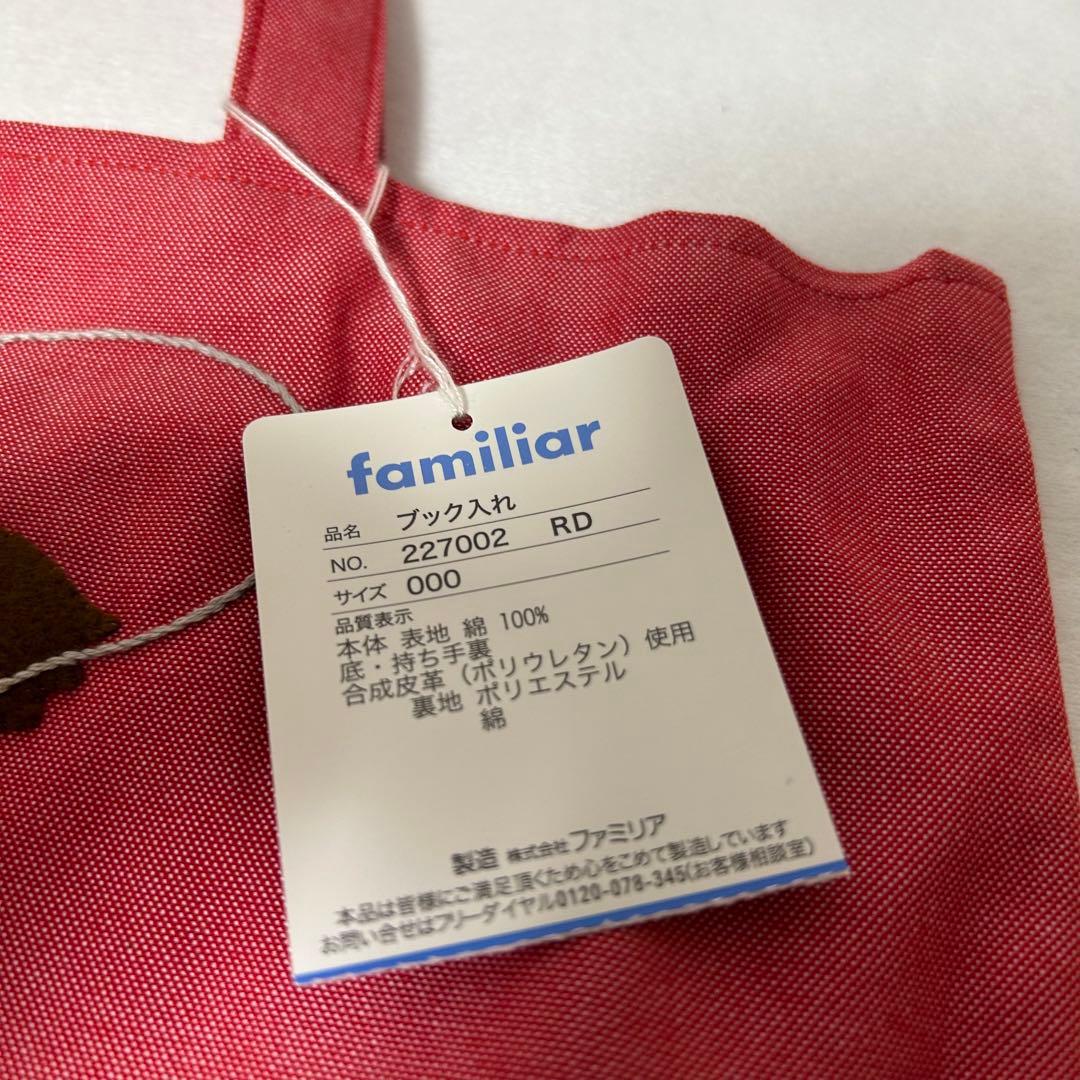 familiar
品名 ブック入れ
NO. 227002 RD
サイズ 000
品質表示
本体 表地 綿 100%
底・持ち手裏
合成皮革（ポリウレタン）使用
裏地 ポリエステル
綿
製造 株式会社ファミリア
本品は皆様にご満足頂くため心をこめて製造しています
お問い合せはフリーダイヤル0120-078-345(お客様相談室)